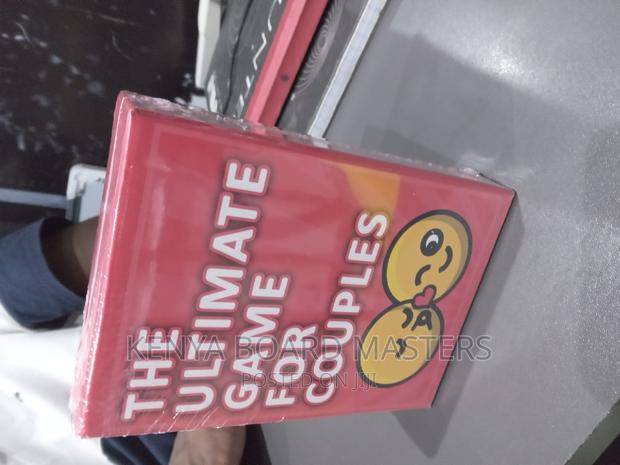 THE
ULTIMATE
GAME
FOR
COUPLES
KENYA BOARD MASTERS
POSTED ON JIJI